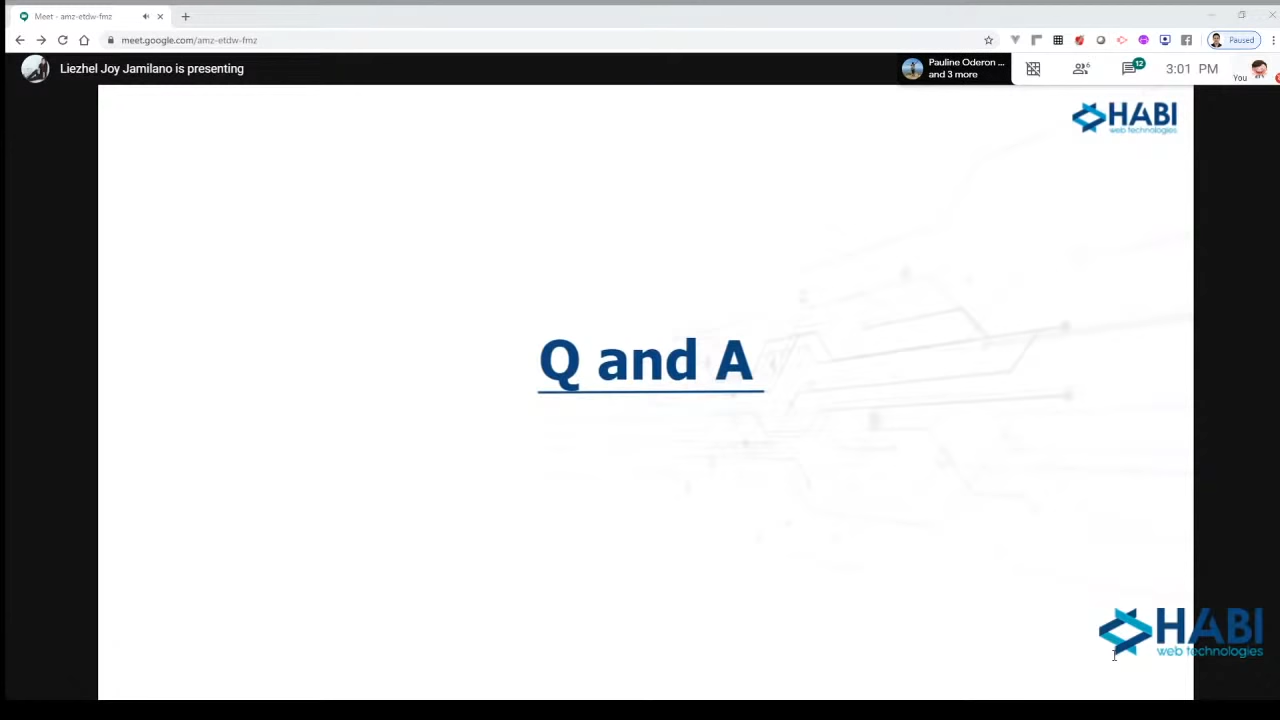 Meet - amz-etdw-fmz
meet.google.com/amz-etdw-fmz
Paused
Liezhel Joy Jamilano is presenting
Pauline Oderon ...
and 3 more
6
12
3:01 PM
You
HABI
web technologies
Q and A
HABI
web technologies